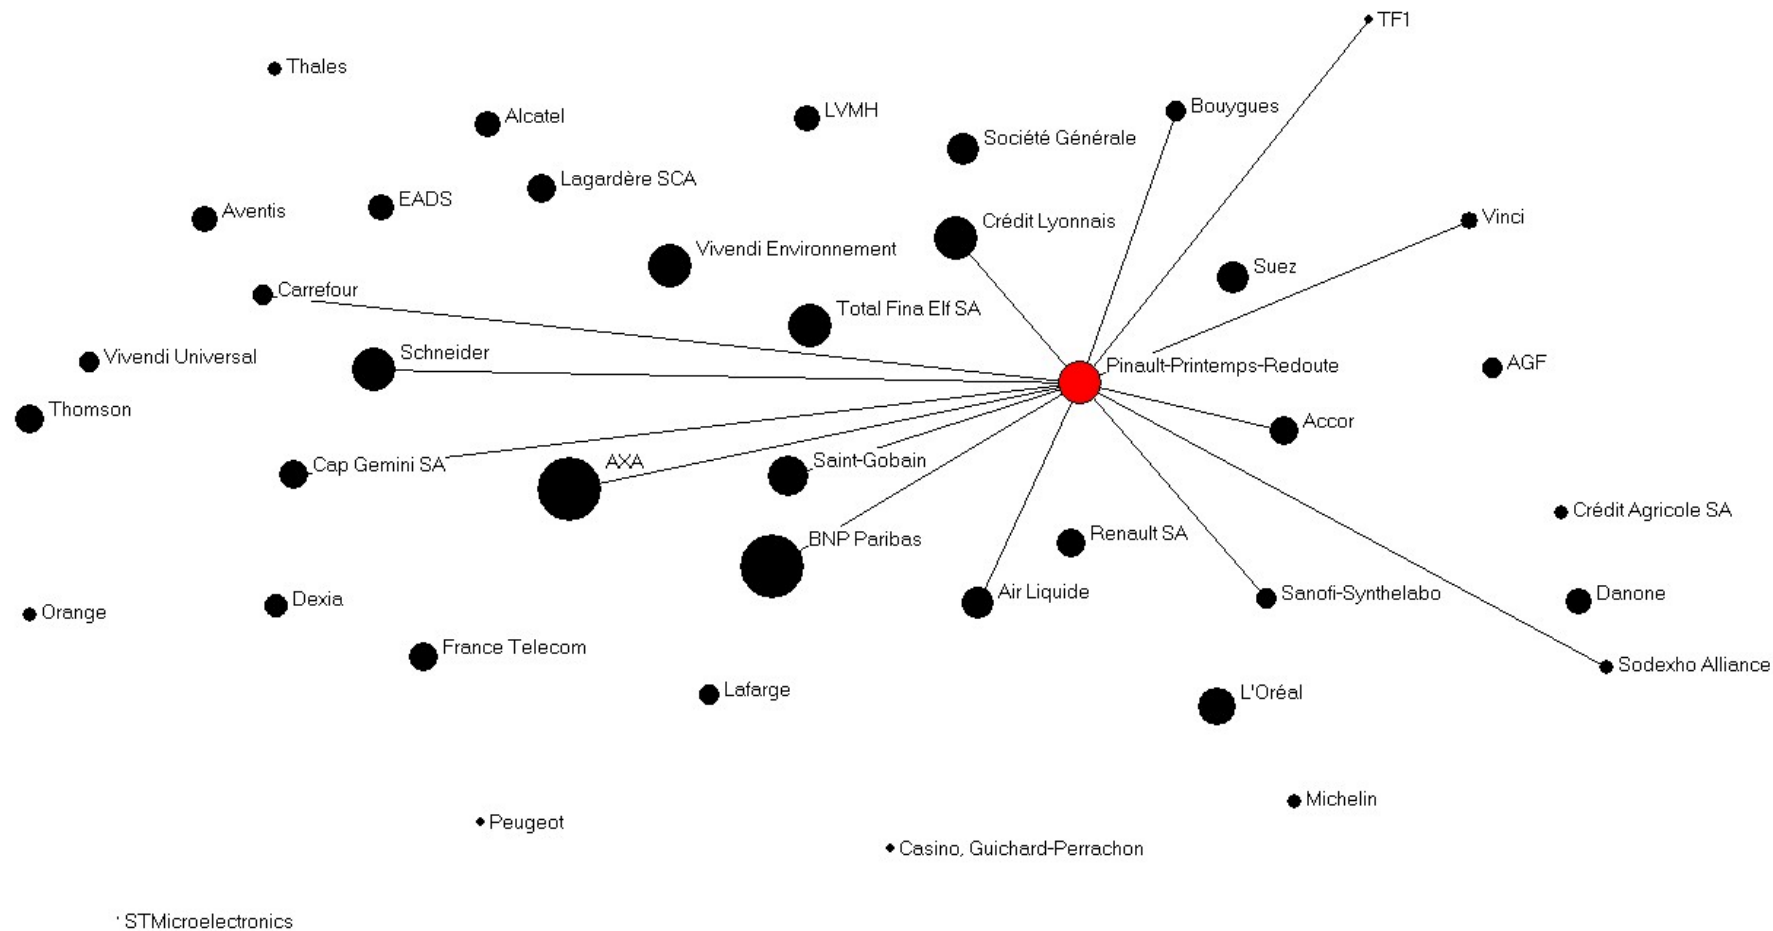 TF1
Thales
Bouygues
Alcatel
LVMH
Société Générale
Lagardère SCA
EADS
Aventis
Crédit Lyonnais
Vinci
Vivendi Environnement
Suez
Carrefour
Total Fina Elf SA
Schneider
Vivendi Universal
Pinault-Printemps-Redoute
AGF
Thomson
Accor
AXA
Saint-Gobain
Cap Gemini SA
Crédit Agricole SA
Renault SA
BNP Paribas
Air Liquide
Sanofi-Synthelabo
Danone
Dexia
Orange
France Telecom
Sodexho Alliance
Lafarge
L'Oréal
Michelin
Peugeot
Casino, Guichard-Perrachon
STMicroelectronics